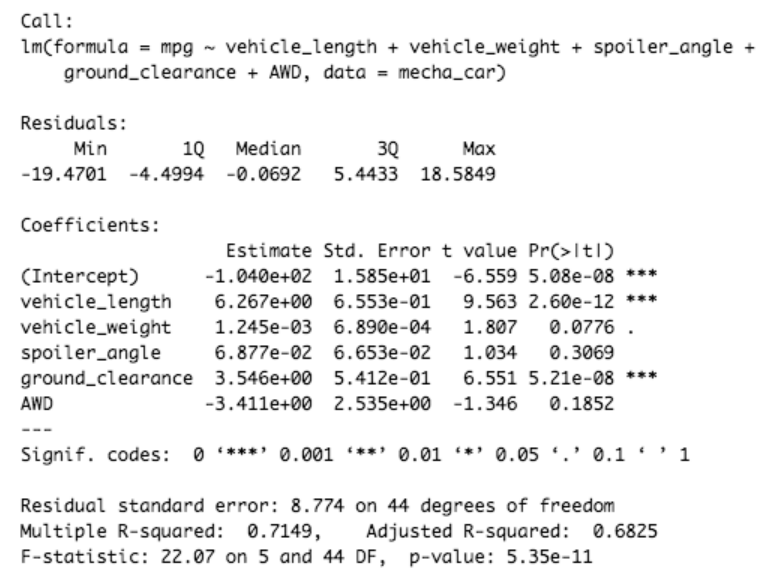 Call:
lm(formula = mpg ~ vehicle_length + vehicle_weight + spoiler_angle +
    ground_clearance + AWD, data = mecha_car)

Residuals:
     Min       1Q   Median       3Q      Max
-19.4701  -4.4994  -0.0692   5.4433  18.5849

Coefficients:
                   Estimate Std. Error t value Pr(>|t|)
(Intercept)      -1.040e+02  1.585e+01  -6.559 5.08e-08 ***
vehicle_length    6.267e+00  6.553e-01   9.563 2.60e-12 ***
vehicle_weight    1.245e-03  6.890e-04   1.807   0.0776 .
spoiler_angle     6.877e-02  6.653e-02   1.034   0.3069
ground_clearance  3.546e+00  5.412e-01   6.551 5.21e-08 ***
AWD              -3.411e+00  2.535e+00  -1.346   0.1852
---
Signif. codes:  0 ‘***’ 0.001 ‘**’ 0.01 ‘*’ 0.05 ‘.’ 0.1 ‘ ’ 1

Residual standard error: 8.774 on 44 degrees of freedom
Multiple R-squared:  0.7149,    Adjusted R-squared:  0.6825
F-statistic: 22.07 on 5 and 44 DF,  p-value: 5.35e-11